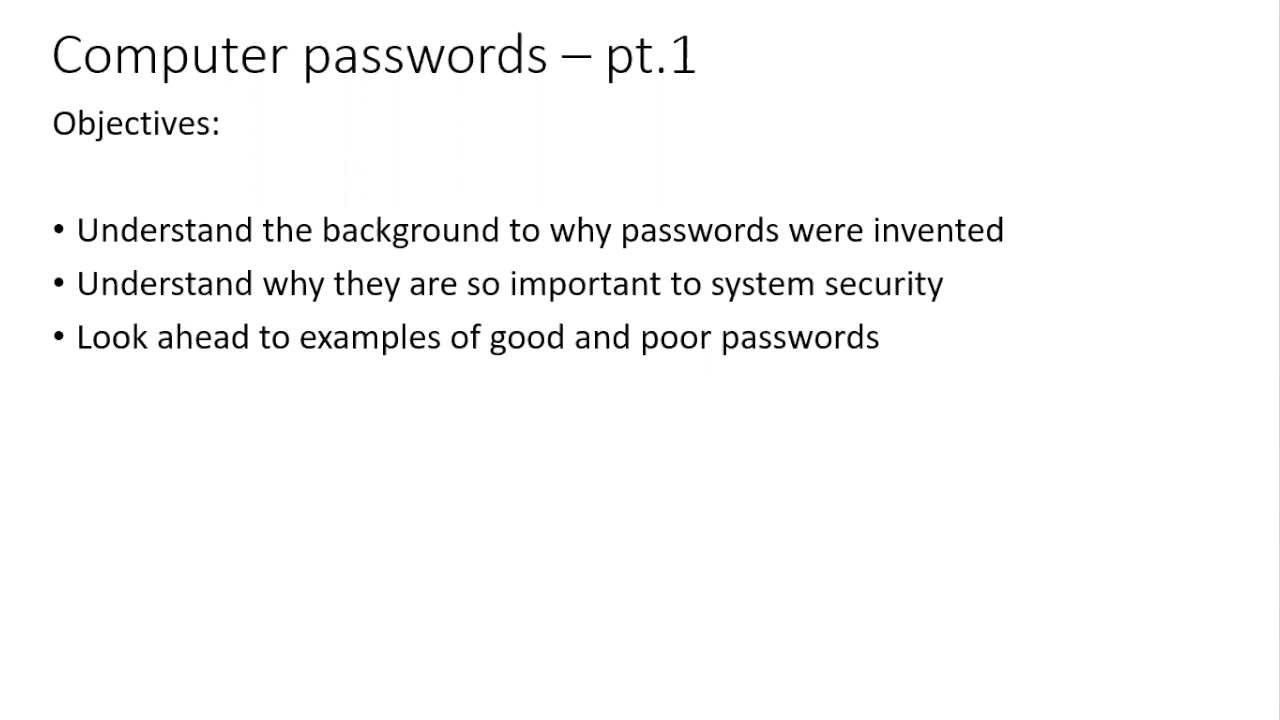 Computer passwords – pt.1
Objectives:
• Understand the background to why passwords were invented
• Understand why they are so important to system security
• Look ahead to examples of good and poor passwords